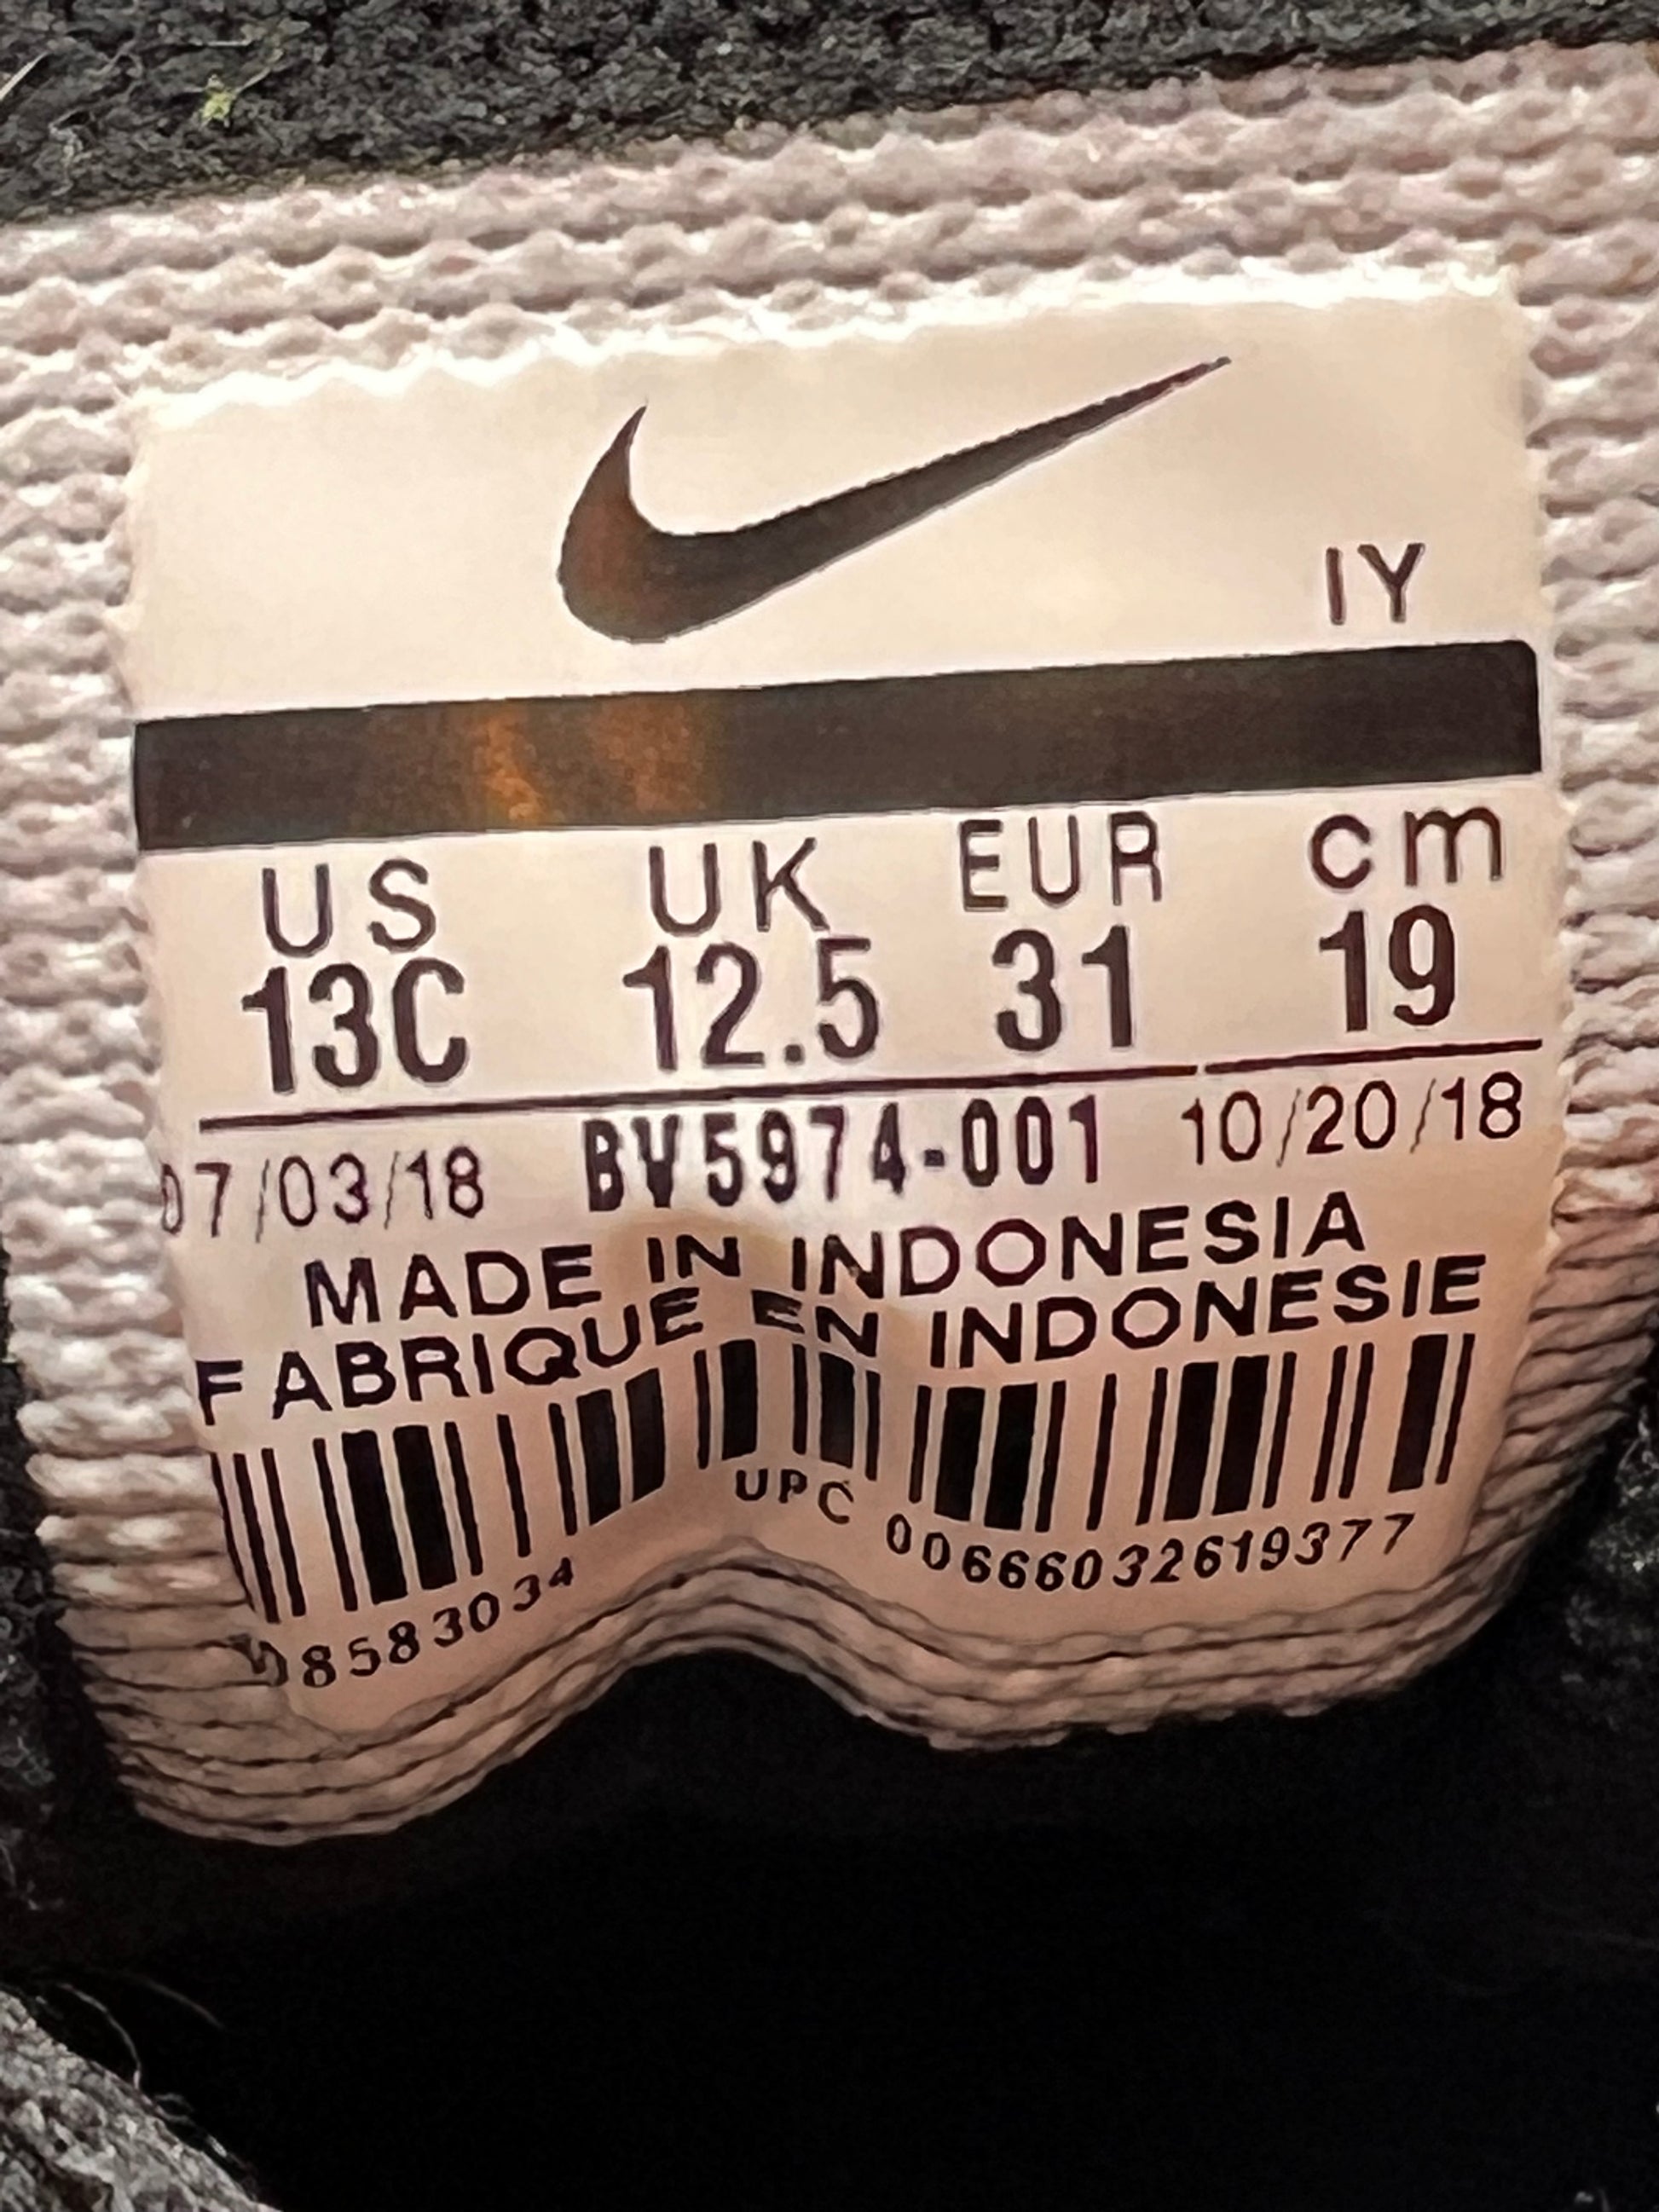 IY
US UK EUR cm
13C 12.5 31 19
07/03/18 BV5974-001 10/20/18
MADE IN INDONESIA
FABRIQUE EN INDONESIE
UPC 00666032619377